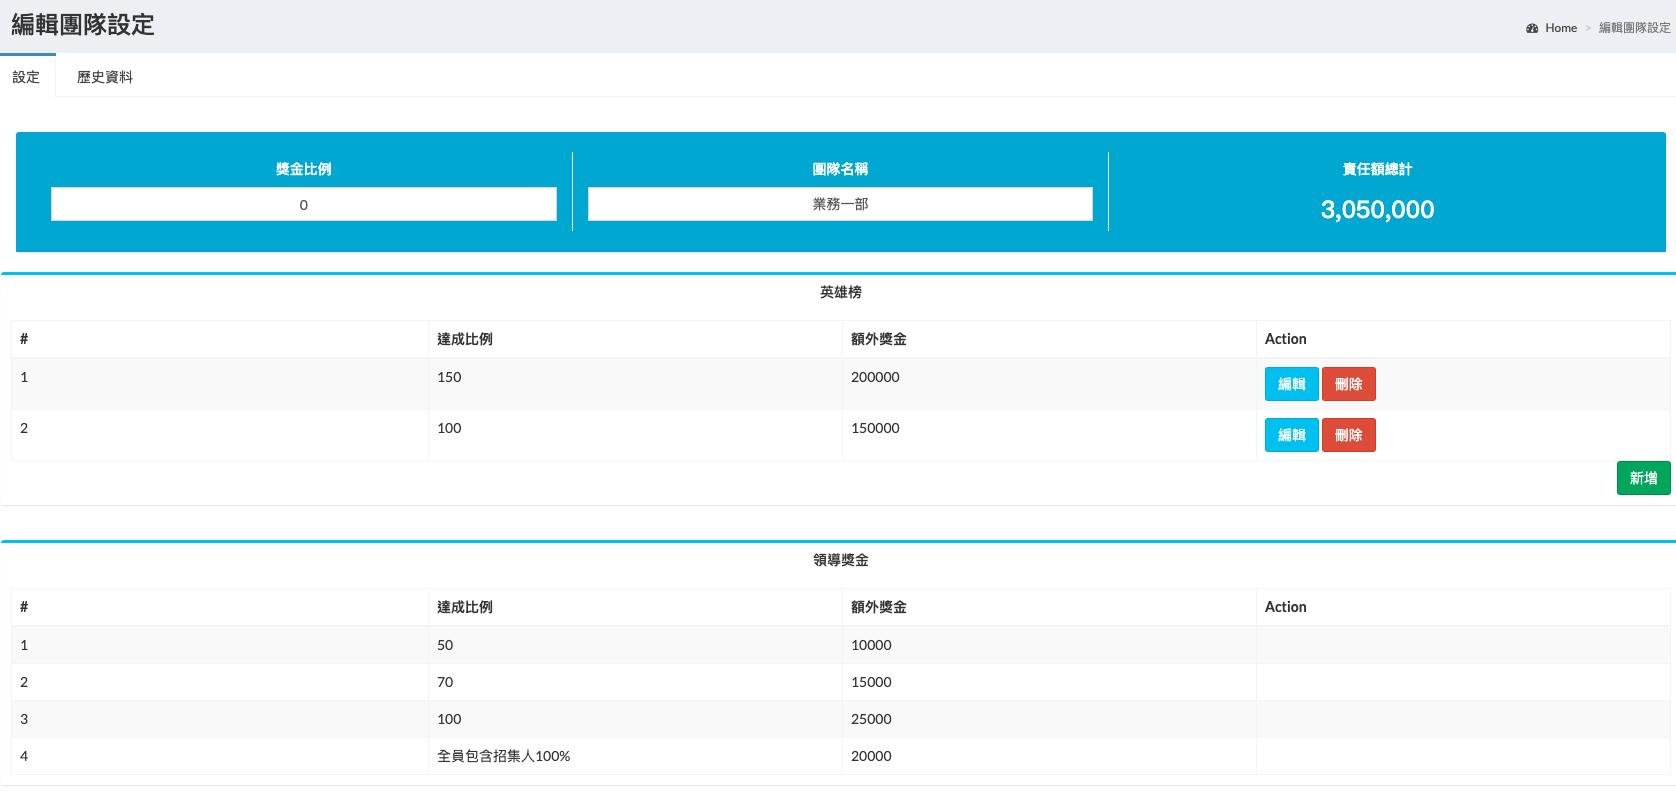 編輯團隊設定
Home > 編輯團隊設定
設定 歷史資料
獎金比例 團隊名稱 責任額總計
0 業務一部 3,050,000
英雄榜
# 達成比例 額外獎金 Action
1 150 200000 編輯 刪除
2 100 150000 編輯 刪除
新增
領導獎金
# 達成比例 額外獎金 Action
1 50 10000
2 70 15000
3 100 25000
4 全員包含招集人100% 20000